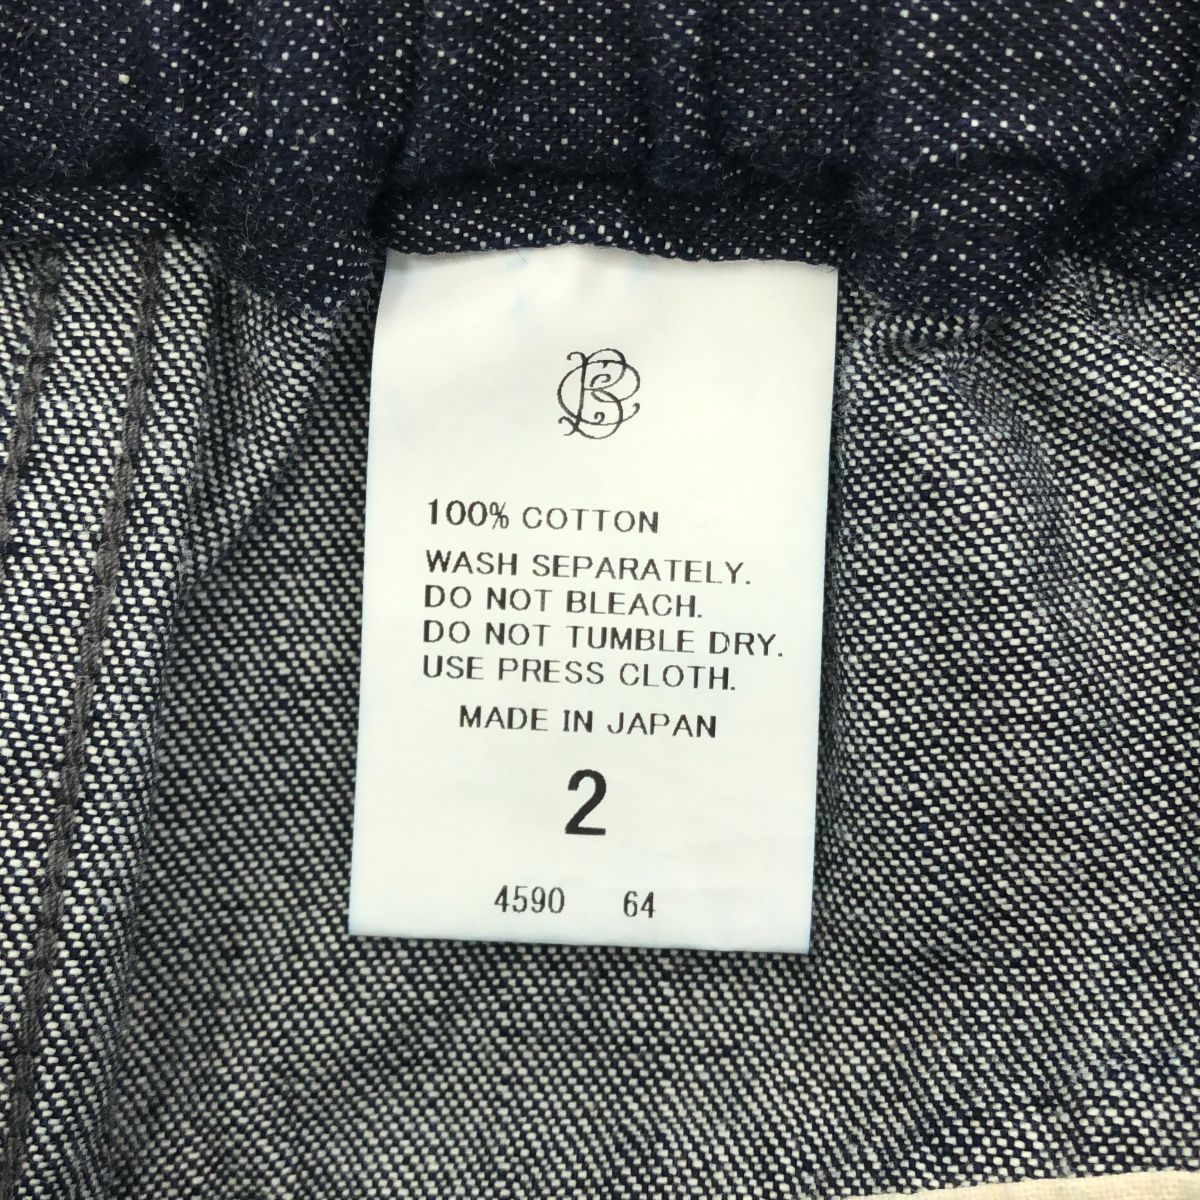 100% COTTON
WASH SEPARATELY.
DO NOT BLEACH.
DO NOT TUMBLE DRY.
USE PRESS CLOTH.
MADE IN JAPAN
2
4590 64